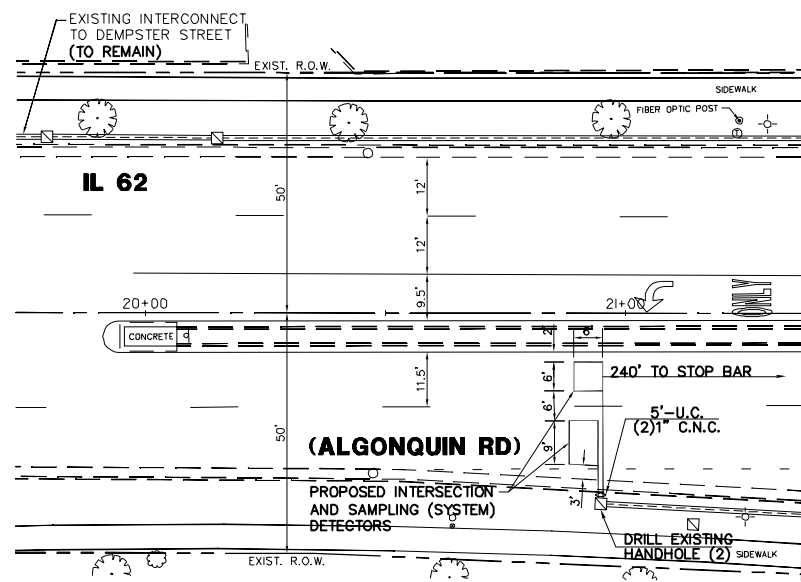 EXISTING INTERCONNECT
TO DEMPSTER STREET
(TO REMAIN)
EXIST. R.O.W.
SIDEWALK
FIBER OPTIC POST
T
IL 62
50'
12'
12'
9.5'
20+00
21+00
ONLY
CONCRETE
2'
6'
11.5'
6'
240' TO STOP BAR
6'
5'-U.C.
(2)1" C.N.C.
50'
(ALGONQUIN RD)
9'
PROPOSED INTERSECTION
AND SAMPLING (SYSTEM)
DETECTORS
3'
DRILL EXISTING
HANDHOLE (2)
SIDEWALK
EXIST. R.O.W.